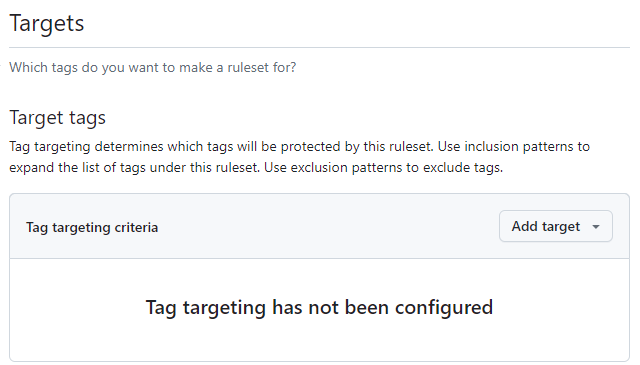 Targets
Which tags do you want to make a ruleset for?
Target tags
Tag targeting determines which tags will be protected by this ruleset. Use inclusion patterns to
expand the list of tags under this ruleset. Use exclusion patterns to exclude tags.
Tag targeting criteria
Add target
Tag targeting has not been configured